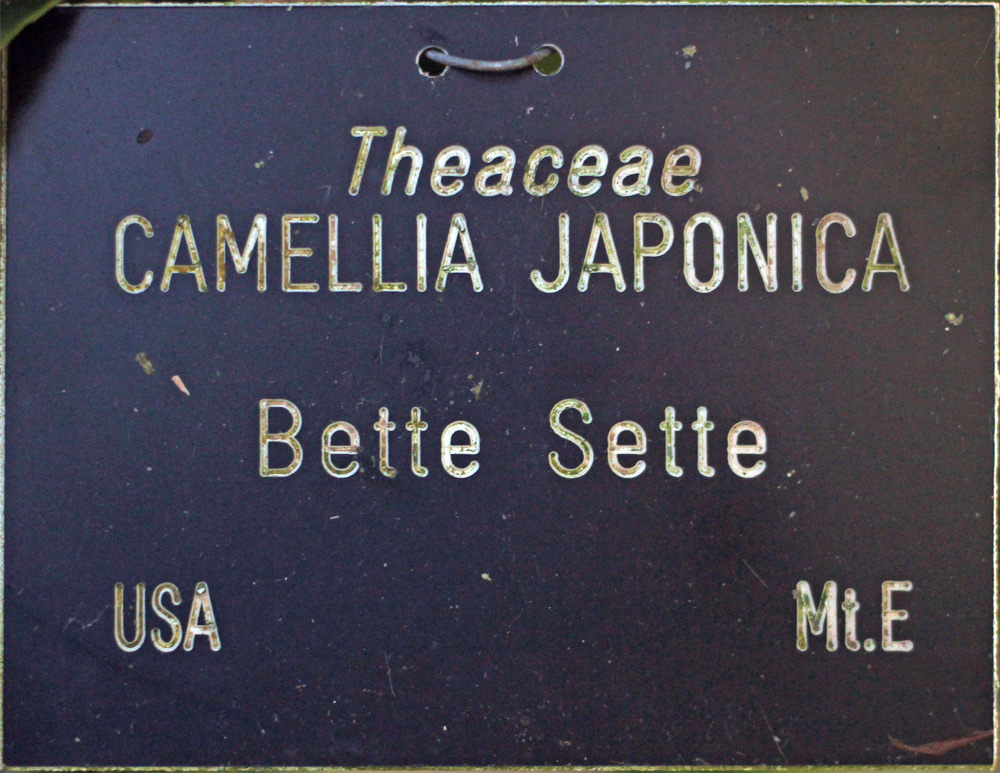 Theaceae
CAMELLIA JAPONICA
Bette Sette
USA Mt.E